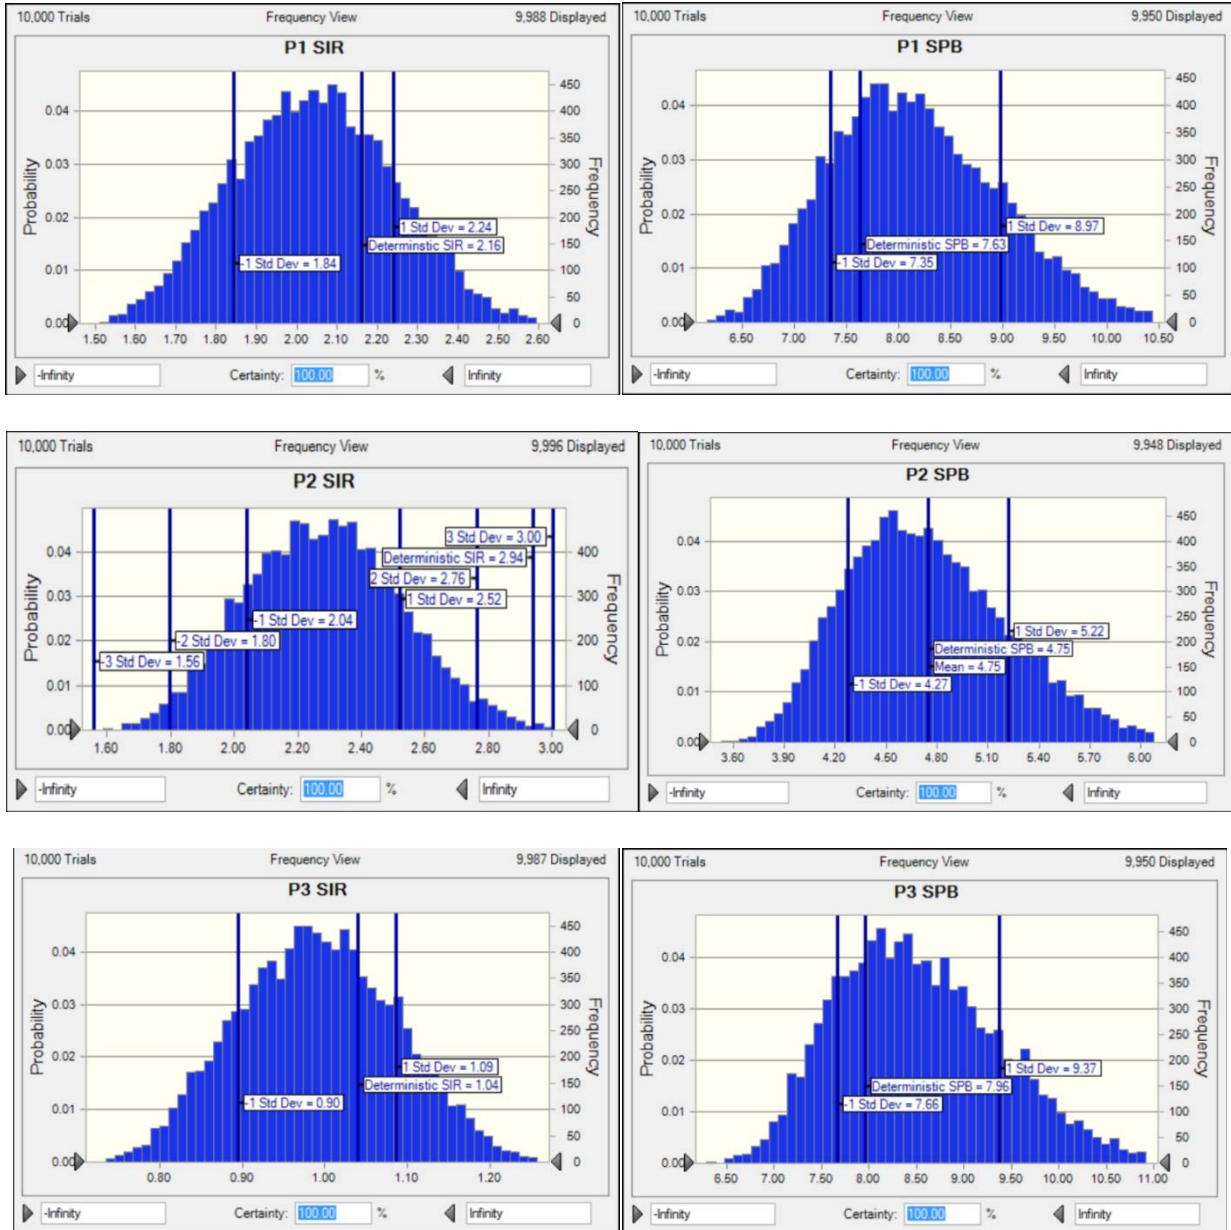 10,000 Trials Frequency View 9,988 Displayed
P1 SIR
Probability
Frequency
0.04
0.03
0.02
0.01
0.00
450
400
350
300
250
200
150
100
50
0
1 Std Dev = 2.24
Determinstic SIR = 2.16
-1 Std Dev = 1.84
1.50 1.60 1.70 1.80 1.90 2.00 2.10 2.20 2.30 2.40 2.50 2.60
-Infinity Certainty: 100.00 % Infinity
10,000 Trials Frequency View 9,950 Displayed
P1 SPB
Probability
Frequency
0.04
0.03
0.02
0.01
0.00
450
400
350
300
250
200
150
100
50
0
1 Std Dev = 8.97
Deterministic SPB = 7.63
-1 Std Dev = 7.35
6.50 7.00 7.50 8.00 8.50 9.00 9.50 10.00 10.50
-Infinity Certainty: 100.00 % Infinity
10,000 Trials Frequency View 9,996 Displayed
P2 SIR
Probability
Frequency
0.04
0.03
0.02
0.01
0.00
400
300
200
100
0
3 Std Dev = 3.00
Deterministic SIR = 2.94
2 Std Dev = 2.76
1 Std Dev = 2.52
-1 Std Dev = 2.04
-2 Std Dev = 1.80
-3 Std Dev = 1.56
1.60 1.80 2.00 2.20 2.40 2.60 2.80 3.00
-Infinity Certainty: 100.00 % Infinity
10,000 Trials Frequency View 9,948 Displayed
P2 SPB
Probability
Frequency
0.04
0.03
0.02
0.01
0.00
450
400
350
300
250
200
150
100
50
0
1 Std Dev = 5.22
Deterministic SPB = 4.75
Mean = 4.75
-1 Std Dev = 4.27
3.60 3.90 4.20 4.50 4.80 5.10 5.40 5.70 6.00
-Infinity Certainty: 100.00 % Infinity
10,000 Trials Frequency View 9,987 Displayed
P3 SIR
Probability
Frequency
0.04
0.03
0.02
0.01
0.00
450
400
350
300
250
200
150
100
50
0
1 Std Dev = 1.09
Deterministic SIR = 1.04
-1 Std Dev = 0.90
0.80 0.90 1.00 1.10 1.20
-Infinity Certainty: 100.00 % Infinity
10,000 Trials Frequency View 9,950 Displayed
P3 SPB
Probability
Frequency
0.04
0.03
0.02
0.01
0.00
450
400
350
300
250
200
150
100
50
0
1 Std Dev = 9.37
Deterministic SPB = 7.96
-1 Std Dev = 7.66
6.50 7.00 7.50 8.00 8.50 9.00 9.50 10.00 10.50 11.00
-Infinity Certainty: 100.00 % Infinity